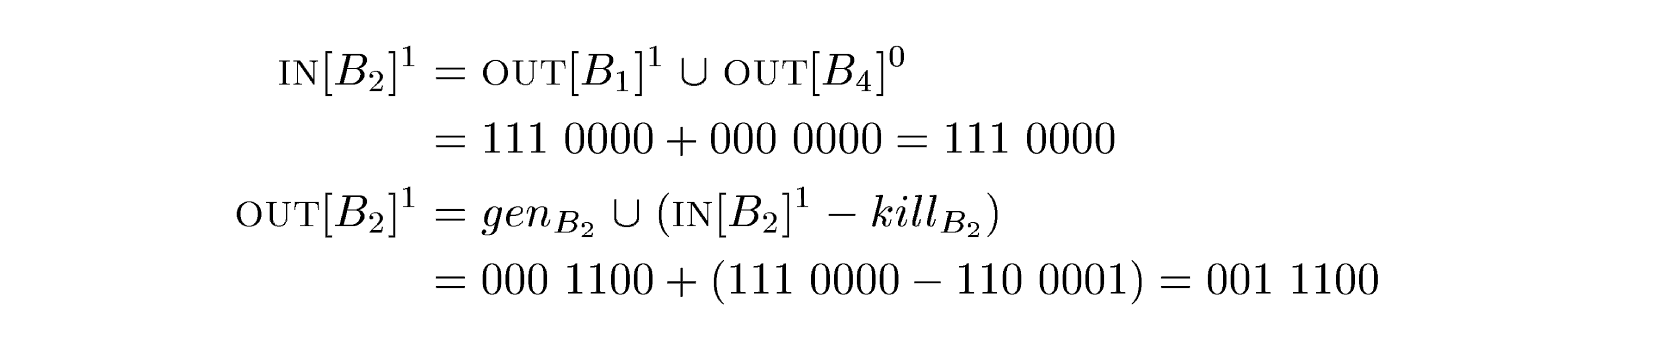 IN[B₂]¹ = OUT[B₁]¹ ∪ OUT[B₄]⁰
= 111 0000 + 000 0000 = 111 0000
OUT[B₂]¹ = gen_{B₂} ∪ (IN[B₂]¹ − kill_{B₂})
= 000 1100 + (111 0000 − 110 0001) = 001 1100